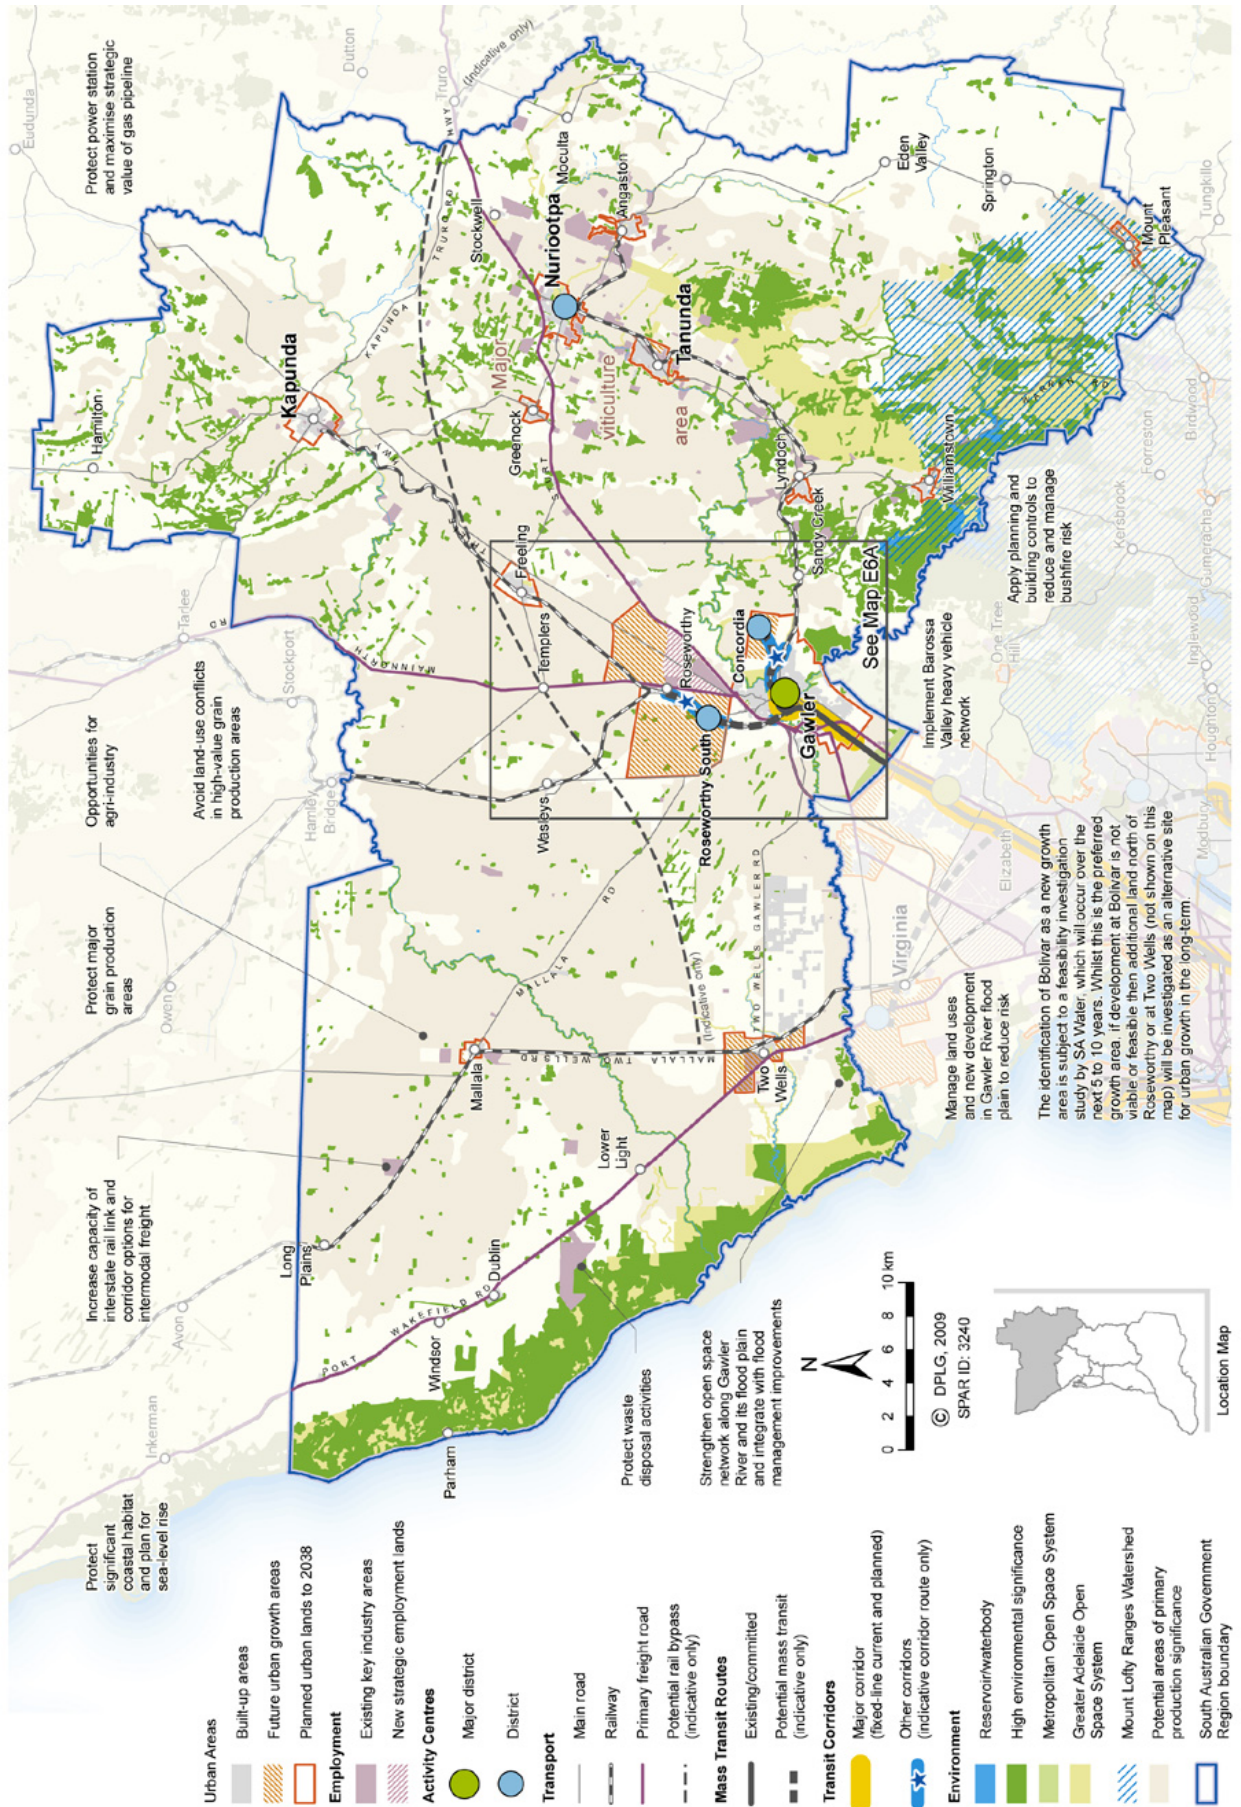 Eudunda
Dutton
Truro
(Indicative only)
Protect power station
and maximise strategic
value of gas pipeline
TRURO RD
HWY
Moculta
Stockwell
Angaston
Nuriootpa
Eden
Valley
Springton
Mount
Pleasant
Tungkillo
Hamilton
Kapunda
KAPUNDA
Major
viticulture
area
Greenock
Tanunda
STURT
HWY
Lyndoch
Williamstown
WARREN RD
Birdwood
Forreston
Gumeracha
Kersbrook
Tarlee
RD
Stockport
MAIN NORTH
Freeling
Templers
Roseworthy
Concordia
Sandy Creek
See Map E6A
Apply planning and
building controls to
reduce and manage
bushfire risk
One Tree
Hill
Inglewood
Houghton
Opportunities for
agri-industry
Avoid land-use conflicts
in high-value grain
production areas
Hamley
Bridge
Wasleys
Roseworthy South
Gawler
Implement Barossa
Valley heavy vehicle
network
Elizabeth
Modbury
Protect major
grain production
areas
Owen
MALLALA
RD
(Indicative only)
TWO WELLS GAWLER RD
Virginia
Mallala
MALLALA TWO WELLS RD
Two
Wells
Manage land uses
and new development
in Gawler River flood
plain to reduce risk
The identification of Bolivar as a new growth
area is subject to a feasibility investigation
study by SA Water, which will occur over the
next 5 to 10 years. Whilst this is the preferred
growth area, if development at Bolivar is not
viable or feasible then additional land north of
Roseworthy or at Two Wells (not shown on this
map) will be investigated as an alternative site
for urban growth in the long-term.
Increase capacity of
interstate rail link and
corridor options for
intermodal freight
Avon
Long
Plains
Lower
Light
Dublin
PORT WAKEFIELD RD
Windsor
Parham
Inkerman
Protect
significant
coastal habitat
and plan for
sea-level rise
Protect waste
disposal activities
Strengthen open space
network along Gawler
River and its flood plain
and integrate with flood
management improvements
N
0 2 4 6 8 10 km
© DPLG, 2009
SPAR ID: 3240
Location Map
Urban Areas
Built-up areas
Future urban growth areas
Planned urban lands to 2038
Employment
Existing key industry areas
New strategic employment lands
Activity Centres
Major district
District
Transport
Main road
Railway
Primary freight road
Potential rail bypass
(indicative only)
Mass Transit Routes
Existing/committed
Potential mass transit
(indicative only)
Transit Corridors
Major corridor
(fixed-line current and planned)
Other corridors
(indicative corridor route only)
Environment
Reservoir/waterbody
High environmental significance
Metropolitan Open Space System
Greater Adelaide Open
Space System
Mount Lofty Ranges Watershed
Potential areas of primary
production significance
South Australian Government
Region boundary